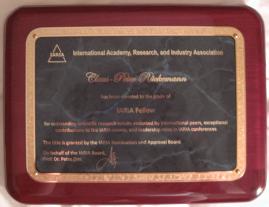 IARIA
International Academy, Research, and Industry Association
Claus-Peter Rückemann
has been elevated to the grade of
IARIA Fellow
for outstanding scientific research results endorsed by international peers, exceptional
contributions to the IARIA events, and leadership roles in IARIA conferences
The title is granted by the IARIA Nomination and Approval Board.
On behalf of the IARIA Board,
Prof. Dr. Petre Dini